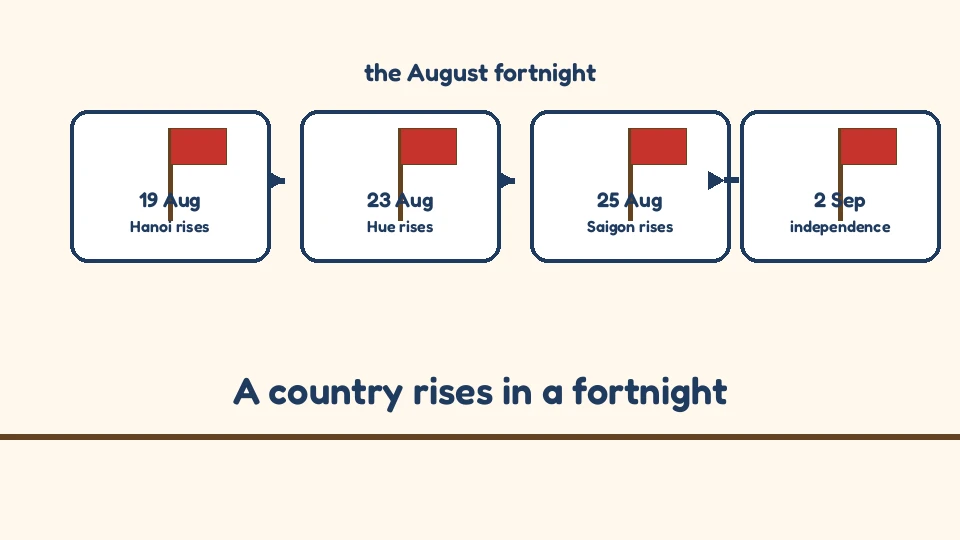 the August fortnight
19 Aug
Hanoi rises
23 Aug
Hue rises
25 Aug
Saigon rises
2 Sep
independence
A country rises in a fortnight